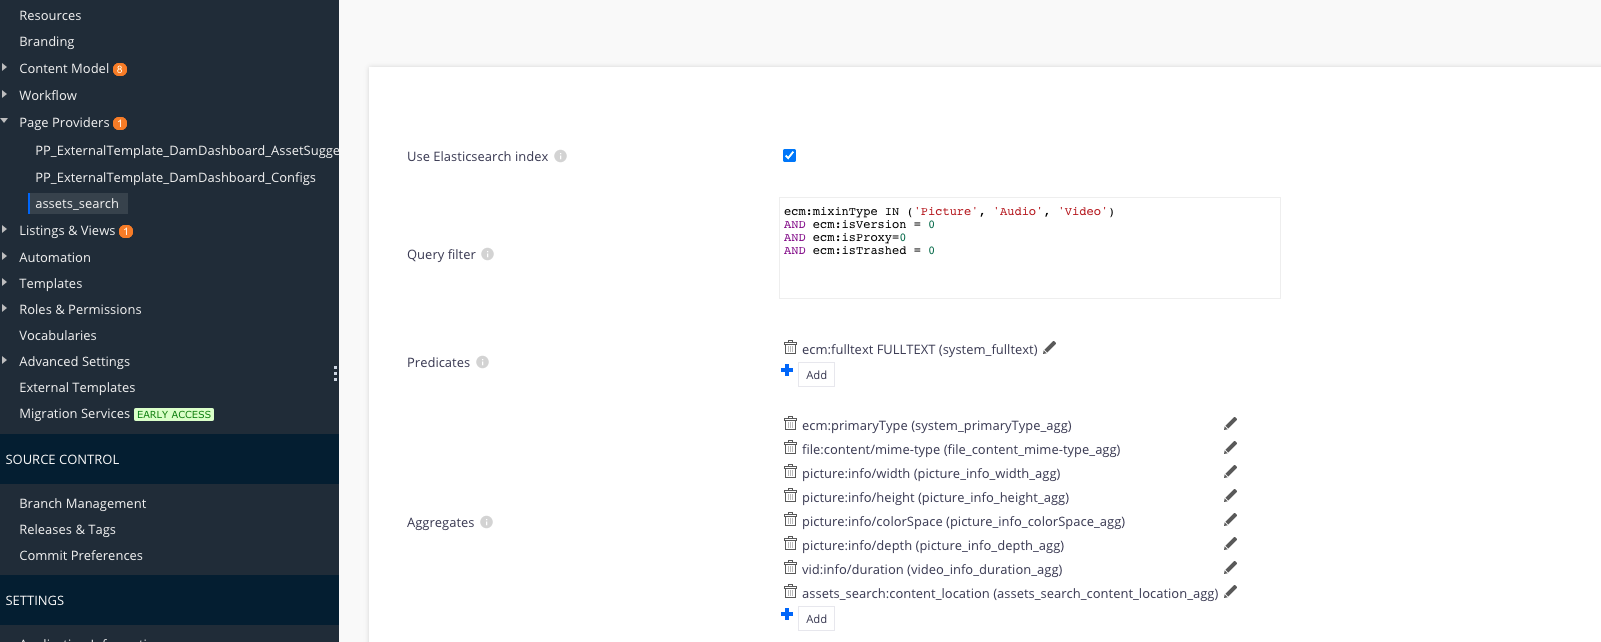 Resources
Branding
Content Model 8
Workflow
Page Providers 1
PP_ExternalTemplate_DamDashboard_AssetSugge
PP_ExternalTemplate_DamDashboard_Configs
assets_search
Listings & Views 1
Automation
Templates
Roles & Permissions
Vocabularies
Advanced Settings
External Templates
Migration Services EARLY ACCESS
SOURCE CONTROL
Branch Management
Releases & Tags
Commit Preferences
SETTINGS
Use Elasticsearch index
Query filter
ecm:mixinType IN ('Picture', 'Audio', 'Video')
AND ecm:isVersion = 0
AND ecm:isProxy=0
AND ecm:isTrashed = 0
Predicates
ecm:fulltext FULLTEXT (system_fulltext)
Add
Aggregates
ecm:primaryType (system_primaryType_agg)
file:content/mime-type (file_content_mime-type_agg)
picture:info/width (picture_info_width_agg)
picture:info/height (picture_info_height_agg)
picture:info/colorSpace (picture_info_colorSpace_agg)
picture:info/depth (picture_info_depth_agg)
vid:info/duration (video_info_duration_agg)
assets_search:content_location (assets_search_content_location_agg)
Add